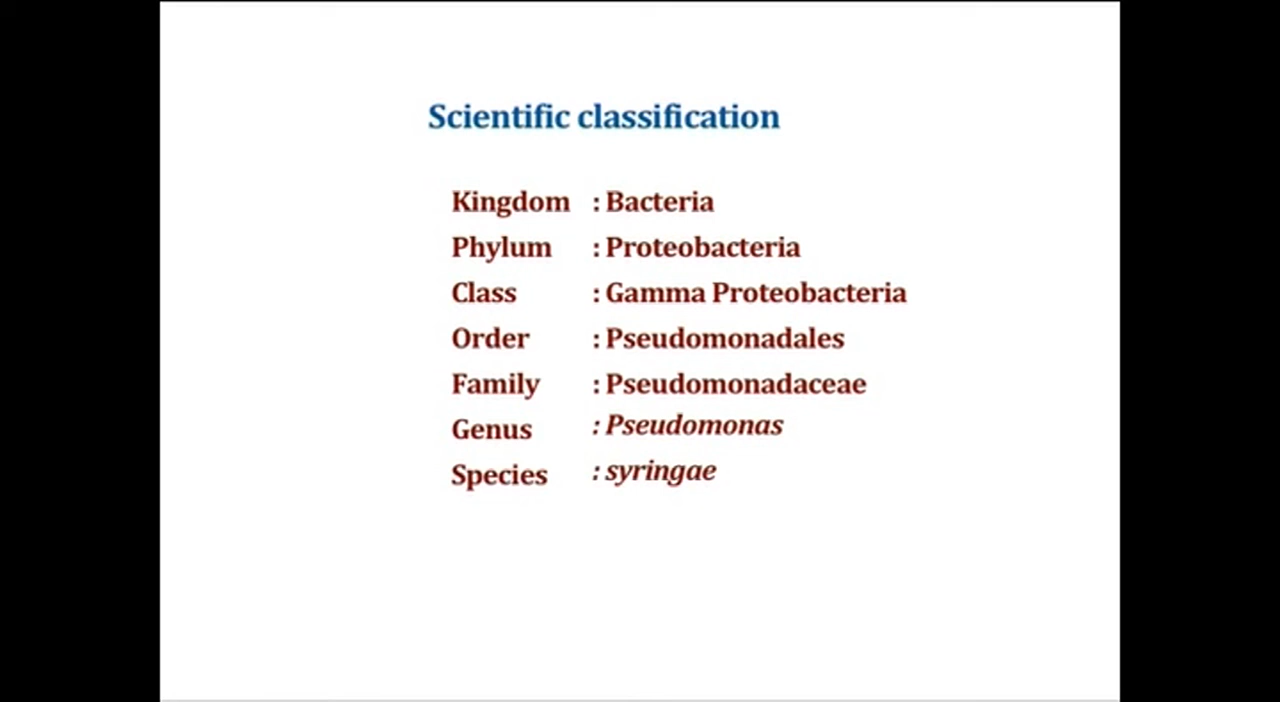 Scientific classification
Kingdom : Bacteria
Phylum : Proteobacteria
Class : Gamma Proteobacteria
Order : Pseudomonadales
Family : Pseudomonadaceae
Genus : Pseudomonas
Species : syringae